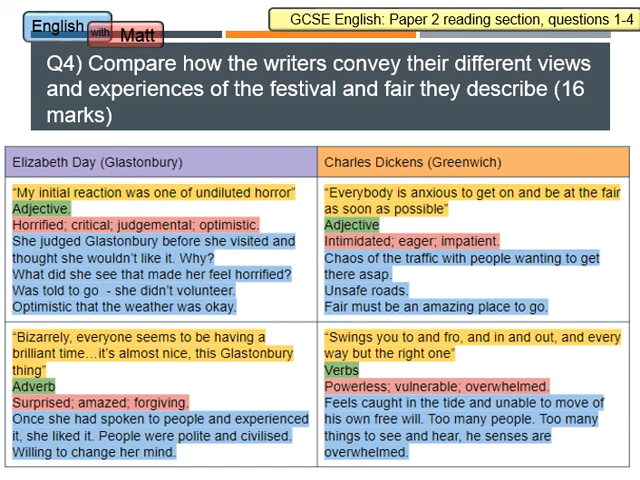 English
with
Matt
GCSE English: Paper 2 reading section, questions 1-4
Q4) Compare how the writers convey their different views
and experiences of the festival and fair they describe (16
marks)
Elizabeth Day (Glastonbury)
Charles Dickens (Greenwich)
“My initial reaction was one of undiluted horror”
Adjective.
Horrified; critical; judgemental; optimistic.
She judged Glastonbury before she visited and
thought she wouldn’t like it. Why?
What did she see that made her feel horrified?
Was told to go - she didn’t volunteer.
Optimistic that the weather was okay.
“Everybody is anxious to get on and be at the fair
as soon as possible”
Adjective
Intimidated; eager; impatient.
Chaos of the traffic with people wanting to get
there asap.
Unsafe roads.
Fair must be an amazing place to go.
“Bizarrely, everyone seems to be having a
brilliant time…it’s almost nice, this Glastonbury
thing”
Adverb
Surprised; amazed; forgiving.
Once she had spoken to people and experienced
it, she liked it. People were polite and civilised.
Willing to change her mind.
“Swings you to and fro, and in and out, and every
way but the right one”
Verbs
Powerless; vulnerable; overwhelmed.
Feels caught in the tide and unable to move of
his own free will. Too many people. Too many
things to see and hear, he senses are
overwhelmed.